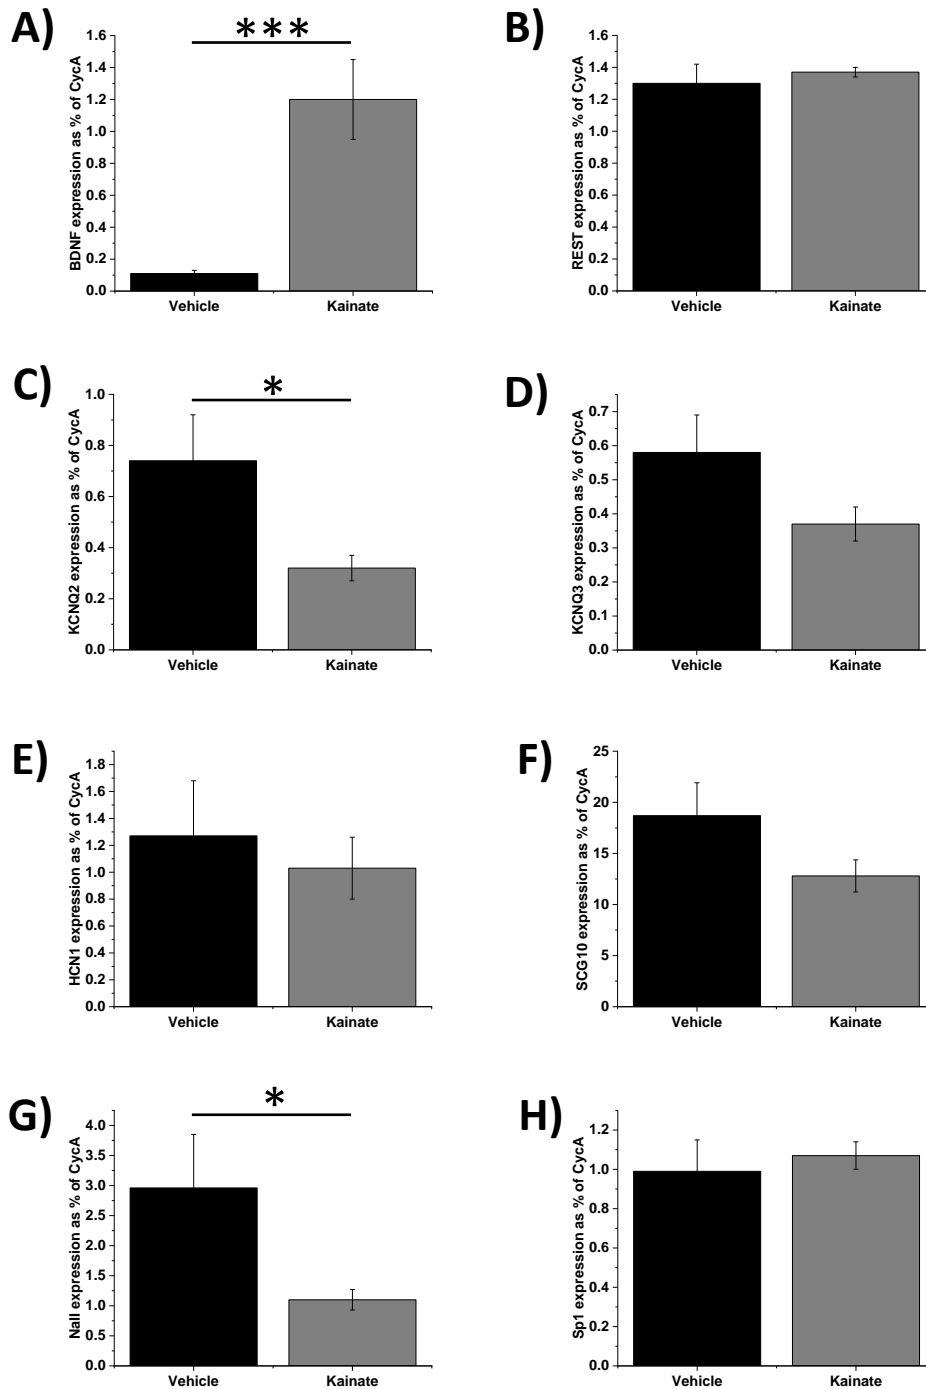 A)
***
BDNF expression as % of CycA
1.6
1.4
1.2
1.0
0.8
0.6
0.4
0.2
0.0
Vehicle Kainate
B)
REST expression as % of CycA
1.6
1.4
1.2
1.0
0.8
0.6
0.4
0.2
0.0
Vehicle Kainate
C)
*
KCNQ2 expression as % of CycA
1.0
0.8
0.6
0.4
0.2
0.0
Vehicle Kainate
D)
KCNQ3 expression as % of CycA
0.7
0.6
0.5
0.4
0.3
0.2
0.1
0.0
Vehicle Kainate
E)
HCN1 expression as % of CycA
1.8
1.6
1.4
1.2
1.0
0.8
0.6
0.4
0.2
0.0
Vehicle Kainate
F)
SCG10 expression as % of CycA
25
20
15
10
5
0
Vehicle Kainate
G)
*
NaII expression as % of CycA
4.0
3.5
3.0
2.5
2.0
1.5
1.0
0.5
0.0
Vehicle Kainate
H)
Sp1 expression as % of CycA
1.2
1.0
0.8
0.6
0.4
0.2
0.0
Vehicle Kainate